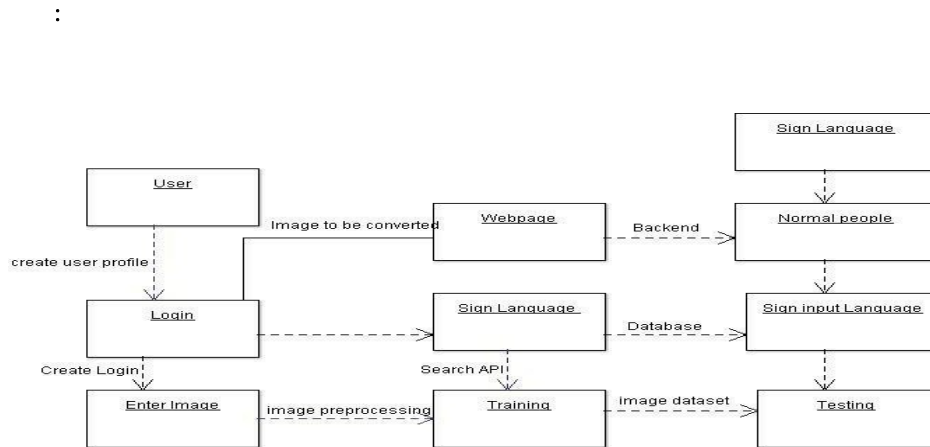 :
Sign Language
User
Image to be converted
Webpage
Backend
Normal people
create user profile
Login
Sign Language
Database
Sign input Language
Create Login
Search API
Enter Image
image preprocessing
Training
image dataset
Testing